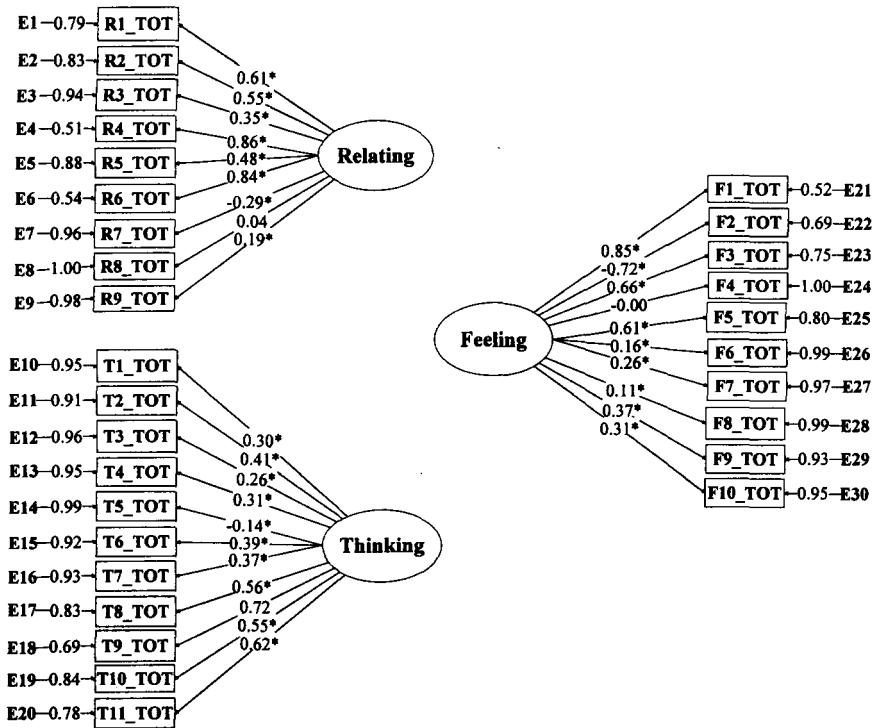 E1 0.79 R1_TOT
E2 0.83 R2_TOT
E3 0.94 R3_TOT
E4 0.51 R4_TOT
E5 0.88 R5_TOT
E6 0.54 R6_TOT
E7 0.96 R7_TOT
E8 1.00 R8_TOT
E9 0.98 R9_TOT
0.61*
0.55*
0.35*
0.86*
0.48*
0.84*
-0.29*
0.04
0.19*
Relating
E10 0.95 T1_TOT
E11 0.91 T2_TOT
E12 0.96 T3_TOT
E13 0.95 T4_TOT
E14 0.99 T5_TOT
E15 0.92 T6_TOT
E16 0.93 T7_TOT
E17 0.83 T8_TOT
E18 0.69 T9_TOT
E19 0.84 T10_TOT
E20 0.78 T11_TOT
0.30*
0.41*
0.26*
0.31*
-0.14*
0.39*
0.37*
0.56*
0.72
0.55*
0.62*
Thinking
Feeling
0.85*
-0.72*
0.66*
-0.00
0.61*
0.16*
0.26*
0.11*
0.37*
0.31*
F1_TOT 0.52 E21
F2_TOT 0.69 E22
F3_TOT 0.75 E23
F4_TOT 1.00 E24
F5_TOT 0.80 E25
F6_TOT 0.99 E26
F7_TOT 0.97 E27
F8_TOT 0.99 E28
F9_TOT 0.93 E29
F10_TOT 0.95 E30